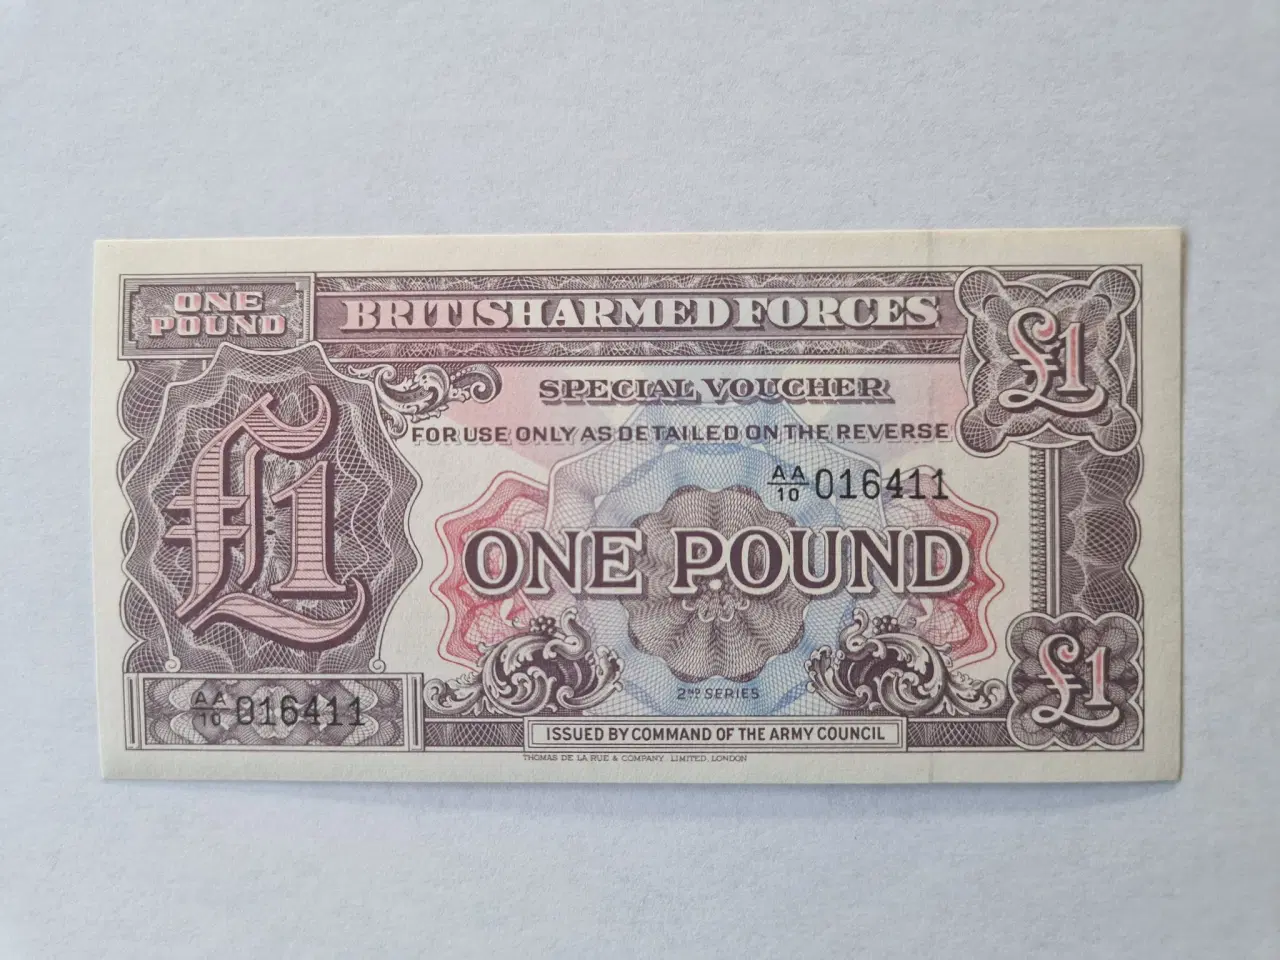 ONE
POUND
BRITISH ARMED FORCES
£1
SPECIAL VOUCHER
FOR USE ONLY AS DETAILED ON THE REVERSE
AA/10 016411
£1
ONE POUND
£1
2ND SERIES
AA/10 016411
ISSUED BY COMMAND OF THE ARMY COUNCIL
THOMAS DE LA RUE & COMPANY, LIMITED, LONDON